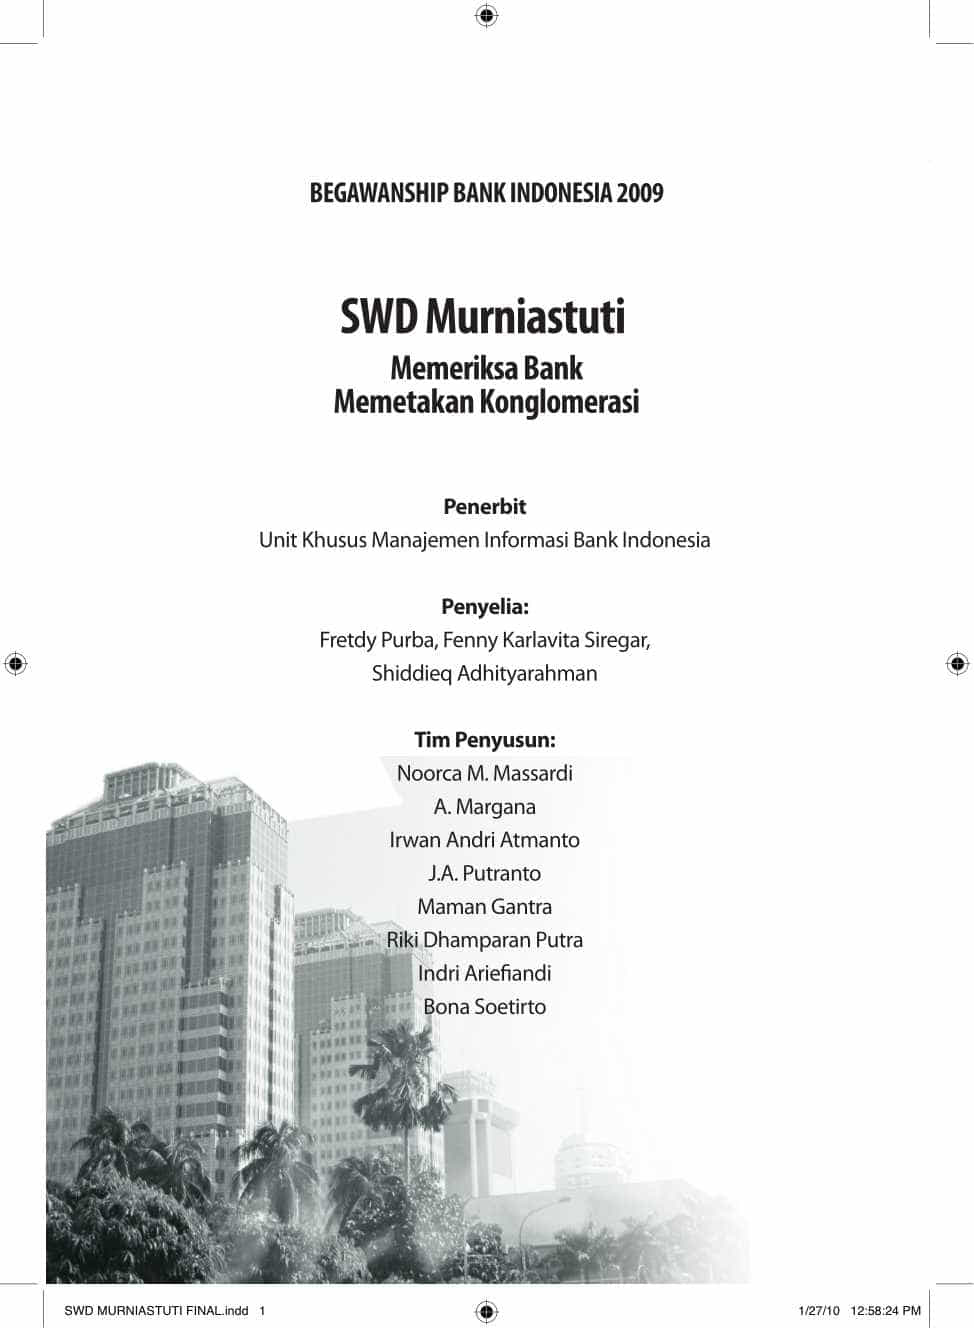 BEGAWANSHIP BANK INDONESIA 2009
SWD Murniastuti
Memeriksa Bank
Memetakan Konglomerasi
Penerbit
Unit Khusus Manajemen Informasi Bank Indonesia
Penyelia:
Fretdy Purba, Fenny Karlavita Siregar,
Shiddieq Adhityarahman
Tim Penyusun:
Noorca M. Massardi
A. Margana
Irwan Andri Atmanto
J.A. Putranto
Maman Gantra
Riki Dhamparan Putra
Indri Ariefiandi
Bona Soetirto
SWD MURNIASTUTI FINAL.indd 1 1/27/10 12:58:24 PM